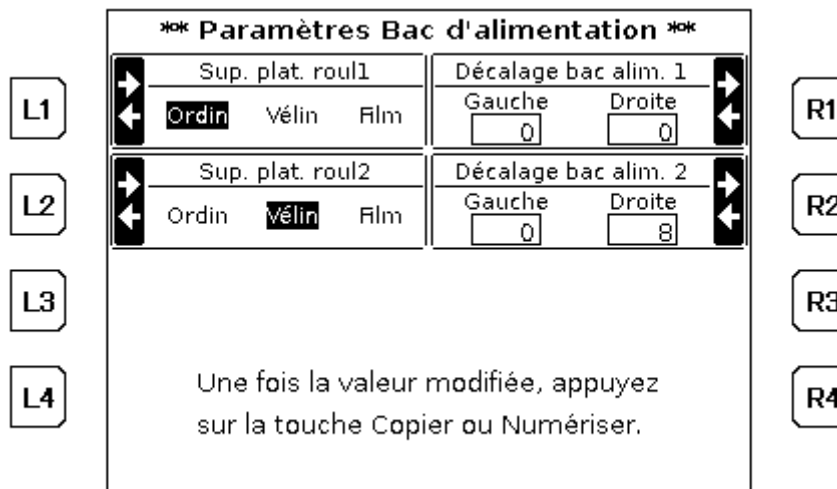 ** Paramètres Bac d'alimentation **
Sup. plat. roul1
Décalage bac alim. 1
L1
Ordin Vélin Film
Gauche Droite
0 0
R1
Sup. plat. roul2
Décalage bac alim. 2
L2
Ordin Vélin Film
Gauche Droite
0 8
R2
L3
R3
L4
Une fois la valeur modifiée, appuyez
sur la touche Copier ou Numériser.
R4